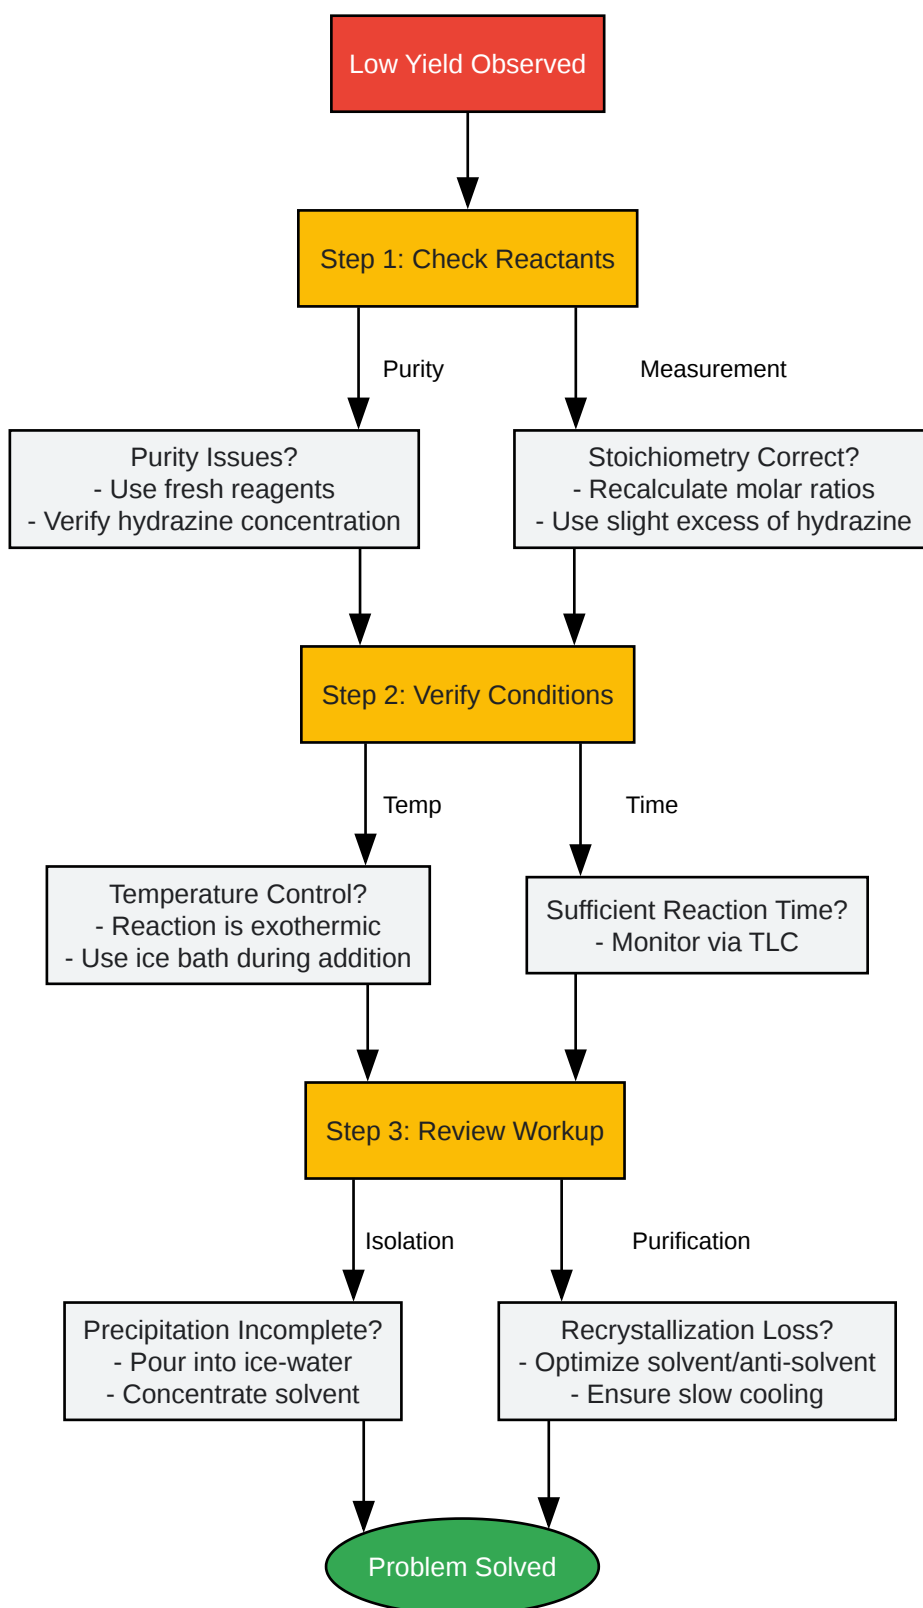 Low Yield Observed
Step 1: Check Reactants
Purity
Measurement
Purity Issues?
- Use fresh reagents
- Verify hydrazine concentration
Stoichiometry Correct?
- Recalculate molar ratios
- Use slight excess of hydrazine
Step 2: Verify Conditions
Temp
Time
Temperature Control?
- Reaction is exothermic
- Use ice bath during addition
Sufficient Reaction Time?
- Monitor via TLC
Step 3: Review Workup
Isolation
Purification
Precipitation Incomplete?
- Pour into ice-water
- Concentrate solvent
Recrystallization Loss?
- Optimize solvent/anti-solvent
- Ensure slow cooling
Problem Solved